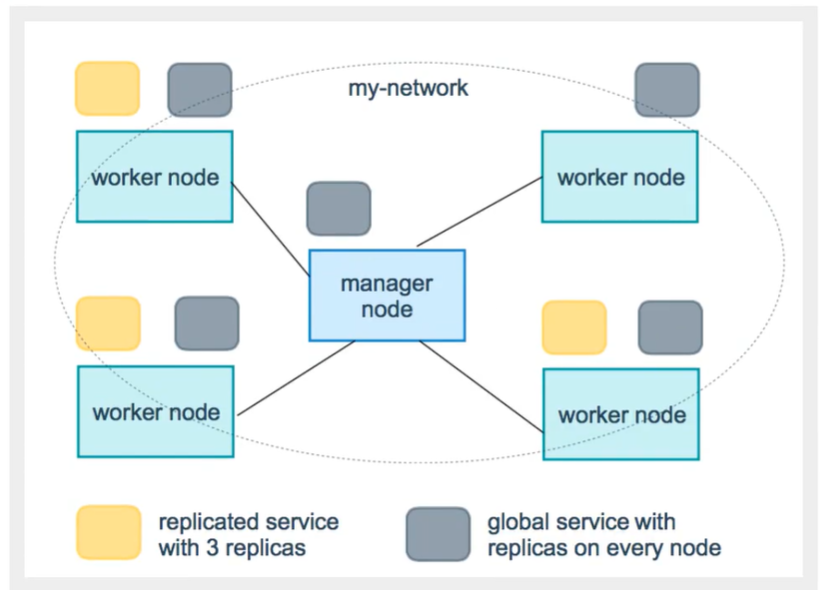 my-network
worker node
worker node
manager
node
worker node
worker node
replicated service
with 3 replicas
global service with
replicas on every node